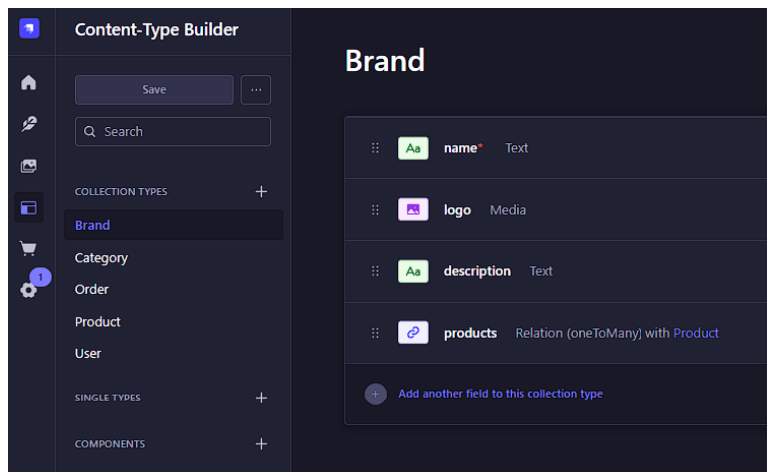 Content-Type Builder
Save
...
Search
COLLECTION TYPES
Brand
Category
Order
Product
User
SINGLE TYPES
COMPONENTS
1
Brand
Aa name* Text
logo Media
Aa description Text
products Relation (oneToMany) with Product
Add another field to this collection type